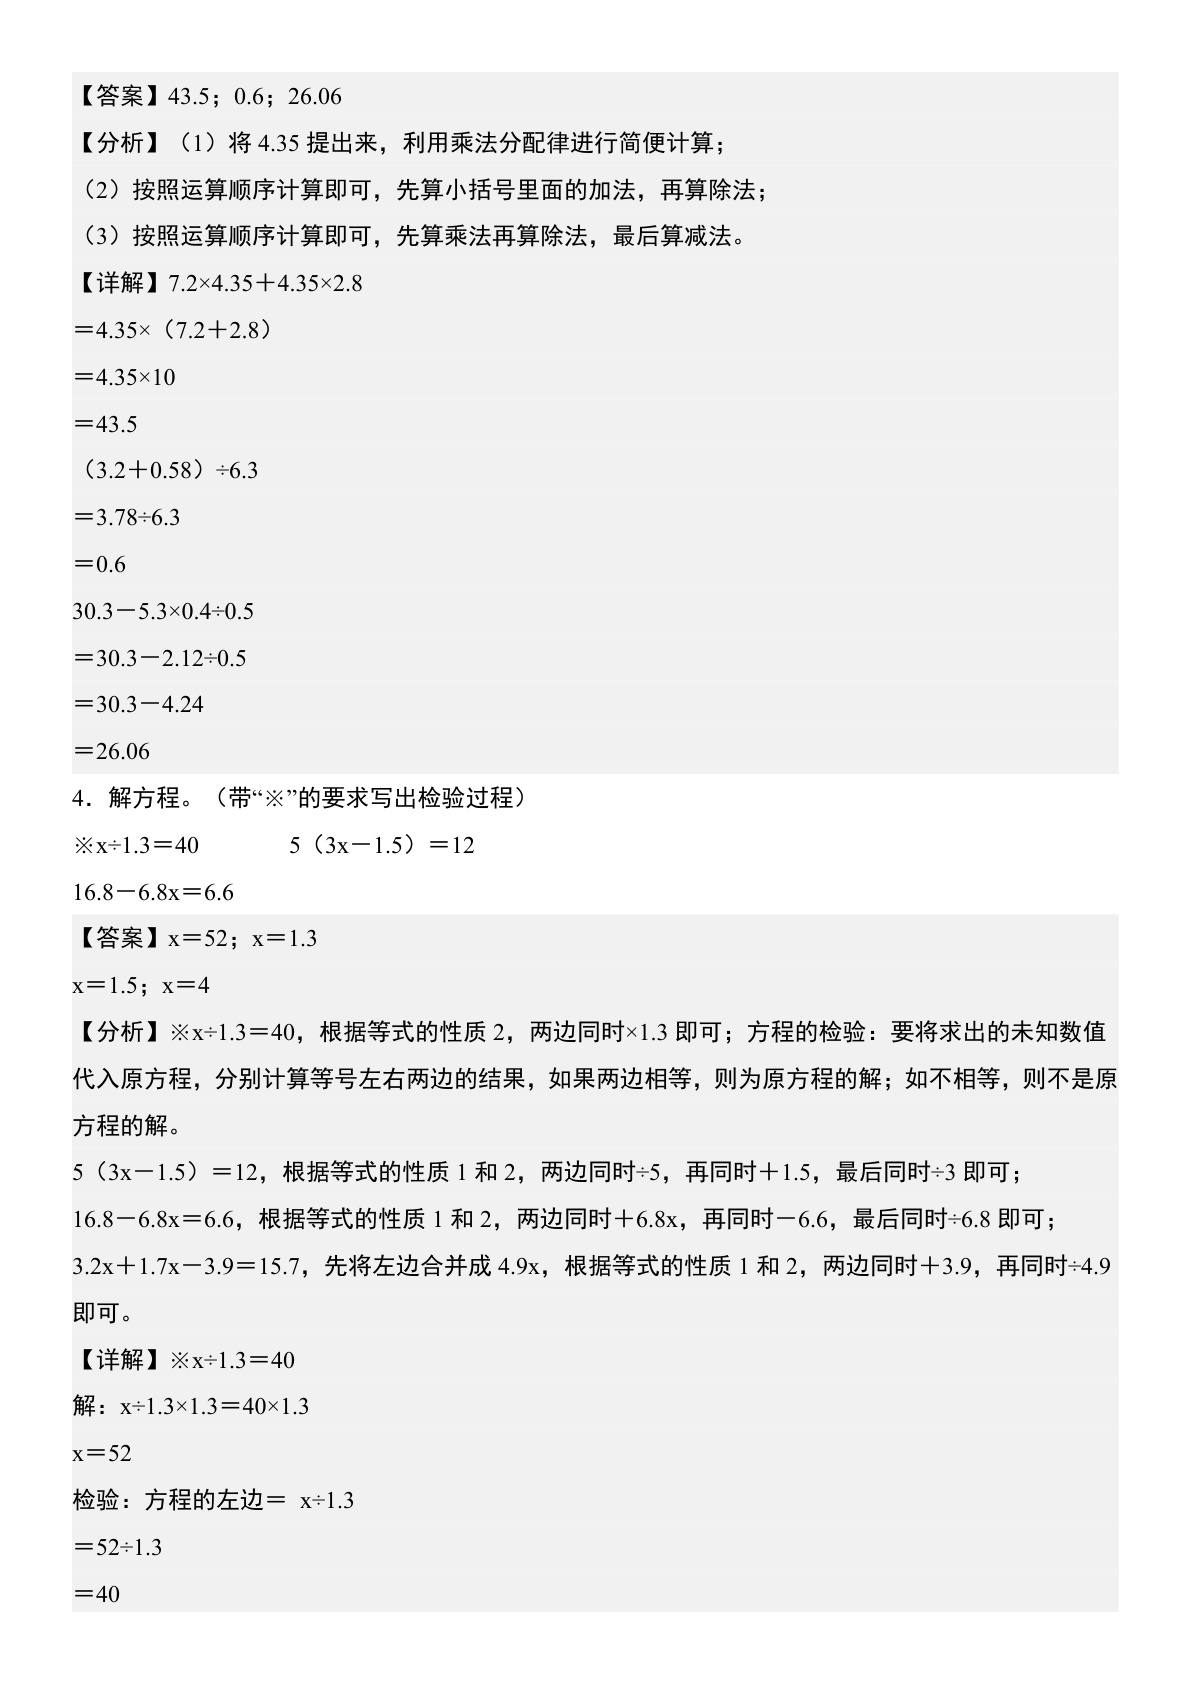 【答案】43.5；0.6；26.06
【分析】（1）将 4.35 提出来，利用乘法分配律进行简便计算；
（2）按照运算顺序计算即可，先算小括号里面的加法，再算除法；
（3）按照运算顺序计算即可，先算乘法再算除法，最后算减法。
【详解】7.2×4.35＋4.35×2.8
＝4.35×（7.2＋2.8）
＝4.35×10
＝43.5
（3.2＋0.58）÷6.3
＝3.78÷6.3
＝0.6
30.3－5.3×0.4÷0.5
＝30.3－2.12÷0.5
＝30.3－4.24
＝26.06
4．解方程。（带“※”的要求写出检验过程）
※x÷1.3＝40　　　5（3x－1.5）＝12
16.8－6.8x＝6.6
【答案】x＝52；x＝1.3
x＝1.5；x＝4
【分析】※x÷1.3＝40，根据等式的性质 2，两边同时×1.3 即可；方程的检验：要将求出的未知数值
代入原方程，分别计算等号左右两边的结果，如果两边相等，则为原方程的解；如不相等，则不是原
方程的解。
5（3x－1.5）＝12，根据等式的性质 1 和 2，两边同时÷5，再同时＋1.5，最后同时÷3 即可；
16.8－6.8x＝6.6，根据等式的性质 1 和 2，两边同时＋6.8x，再同时－6.6，最后同时÷6.8 即可；
3.2x＋1.7x－3.9＝15.7，先将左边合并成 4.9x，根据等式的性质 1 和 2，两边同时＋3.9，再同时÷4.9
即可。
【详解】※x÷1.3＝40
解：x÷1.3×1.3＝40×1.3
x＝52
检验：方程的左边＝ x÷1.3
＝52÷1.3
＝40